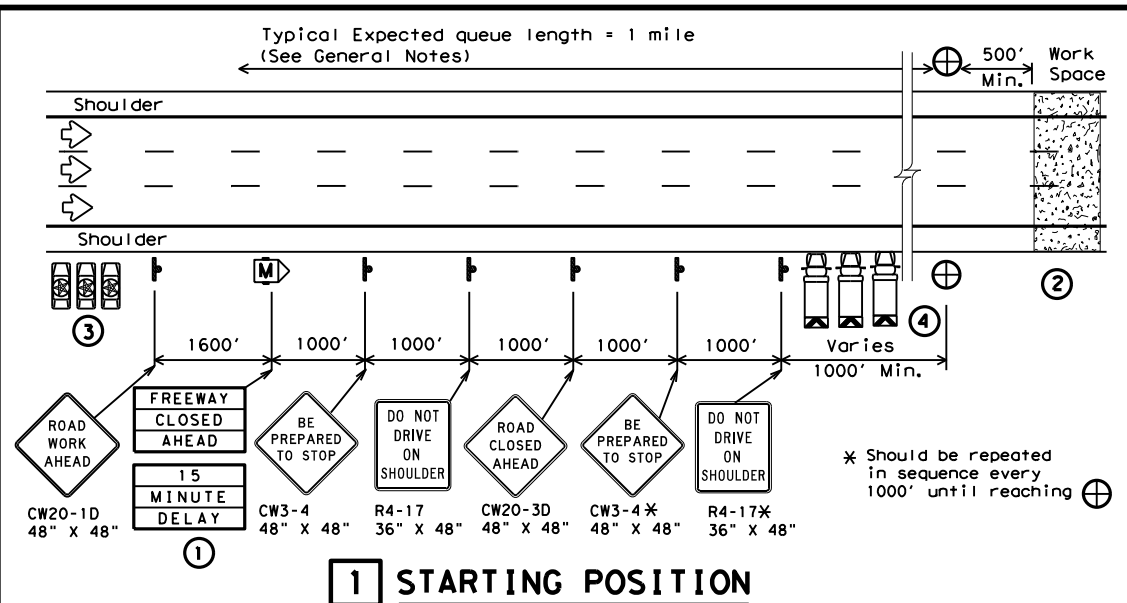 Typical Expected queue length = 1 mile
(See General Notes)
500'
Min.
Work
Space
Shoulder
Shoulder
M
3
4
2
1600'
1000'
1000'
1000'
1000'
1000'
Varies
1000' Min.
ROAD
WORK
AHEAD
CW20-1D
48" X 48"
FREEWAY
CLOSED
AHEAD
15
MINUTE
DELAY
1
BE
PREPARED
TO STOP
CW3-4
48" X 48"
DO NOT
DRIVE
ON
SHOULDER
R4-17
36" X 48"
ROAD
CLOSED
AHEAD
CW20-3D
48" X 48"
BE
PREPARED
TO STOP
CW3-4*
48" X 48"
DO NOT
DRIVE
ON
SHOULDER
R4-17*
36" X 48"
* Should be repeated
in sequence every
1000' until reaching
1 STARTING POSITION